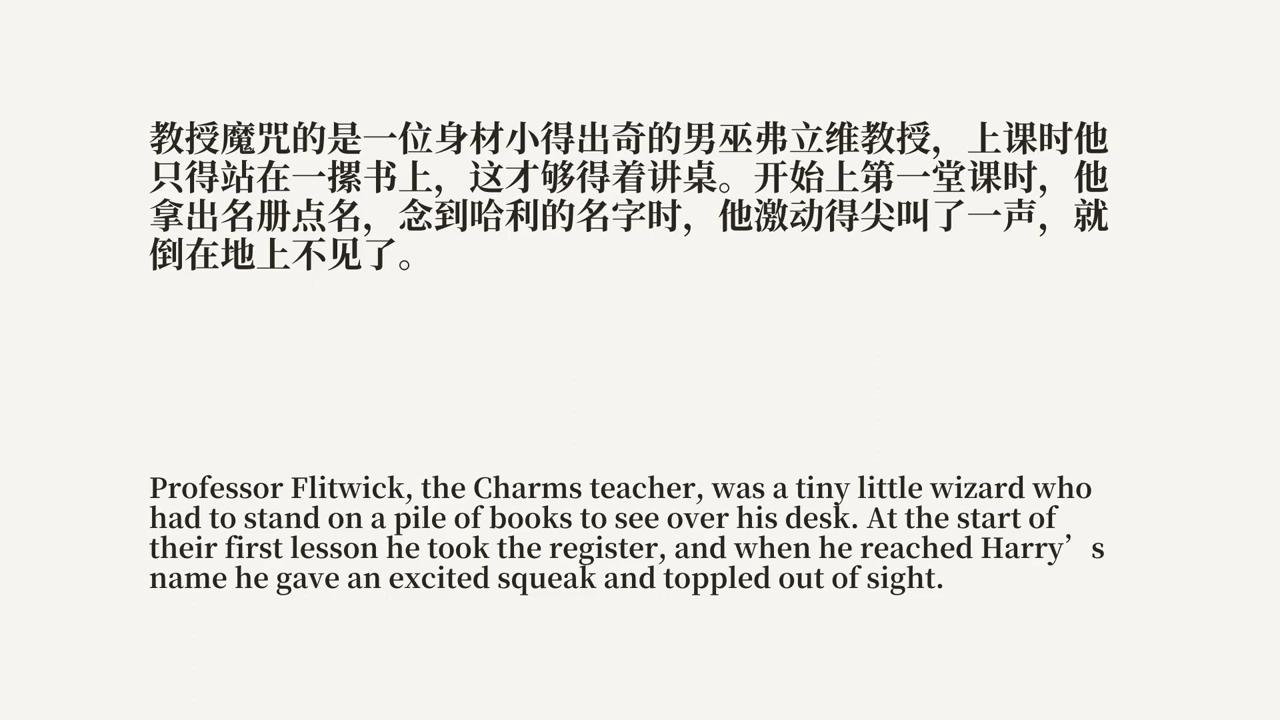 教授魔咒的是一位身材小得出奇的男巫弗立维教授，上课时他
只得站在一摞书上，这才够得着讲桌。开始上第一堂课时，他
拿出名册点名，念到哈利的名字时，他激动得尖叫了一声，就
倒在地上不见了。
Professor Flitwick, the Charms teacher, was a tiny little wizard who
had to stand on a pile of books to see over his desk. At the start of
their first lesson he took the register, and when he reached Harry’s
name he gave an excited squeak and toppled out of sight.